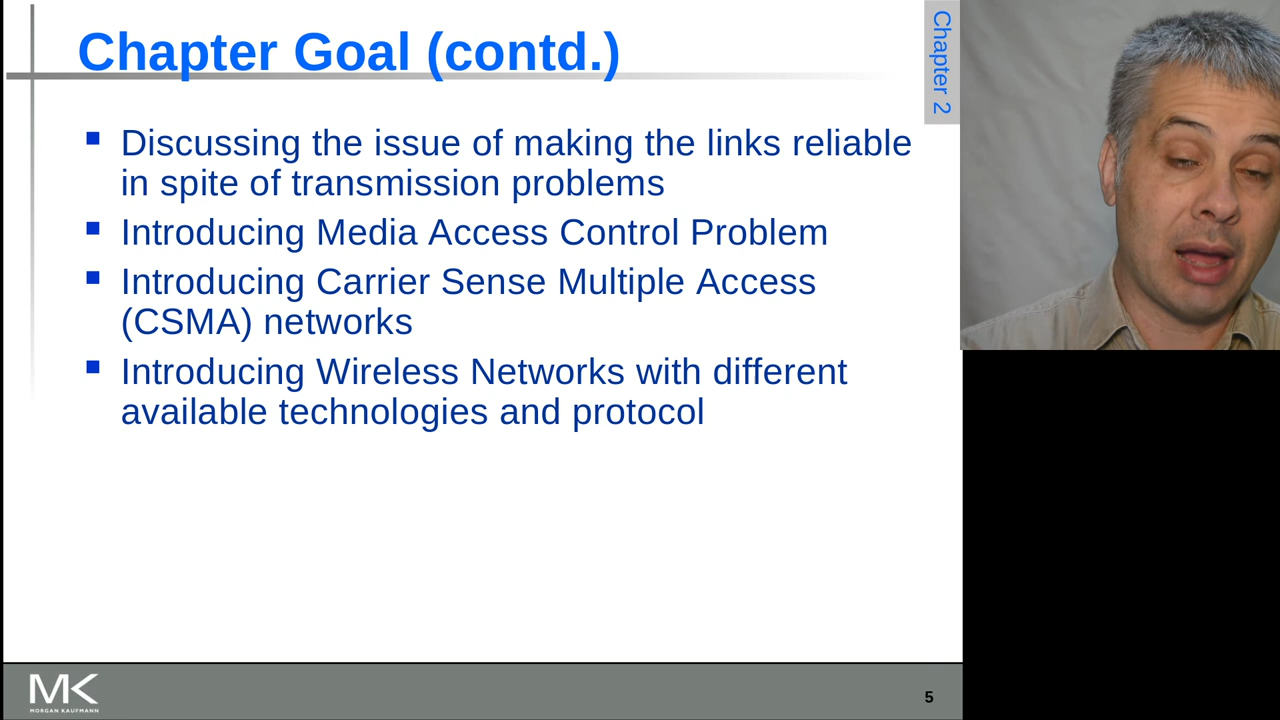 Chapter Goal (contd.)
Chapter 2
Discussing the issue of making the links reliable
in spite of transmission problems
Introducing Media Access Control Problem
Introducing Carrier Sense Multiple Access
(CSMA) networks
Introducing Wireless Networks with different
available technologies and protocol
MK
MORGAN KAUFMANN
5